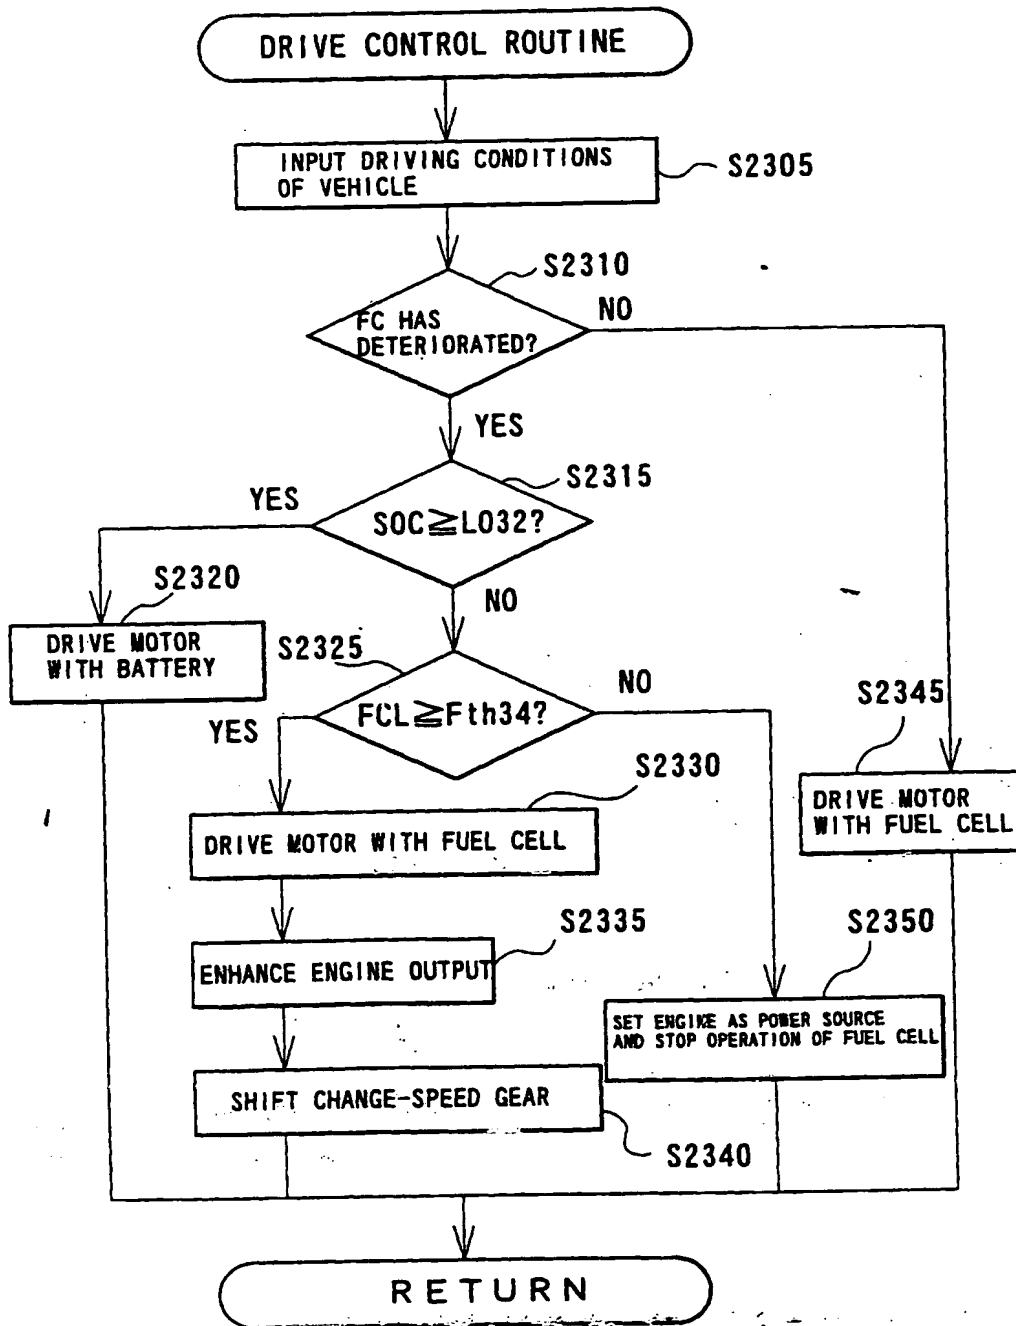 DRIVE CONTROL ROUTINE
INPUT DRIVING CONDITIONS
OF VEHICLE
S2305
S2310
FC HAS
DETERIORATED?
NO
YES
S2315
YES
SOC≧LO32?
S2320
NO
DRIVE MOTOR
WITH BATTERY
S2325
FCL≧Fth34?
NO
YES
S2345
S2330
DRIVE MOTOR
WITH FUEL CELL
DRIVE MOTOR WITH FUEL CELL
S2335
S2350
ENHANCE ENGINE OUTPUT
SET ENGINE AS POWER SOURCE
AND STOP OPERATION OF FUEL CELL
SHIFT CHANGE-SPEED GEAR
S2340
RETURN